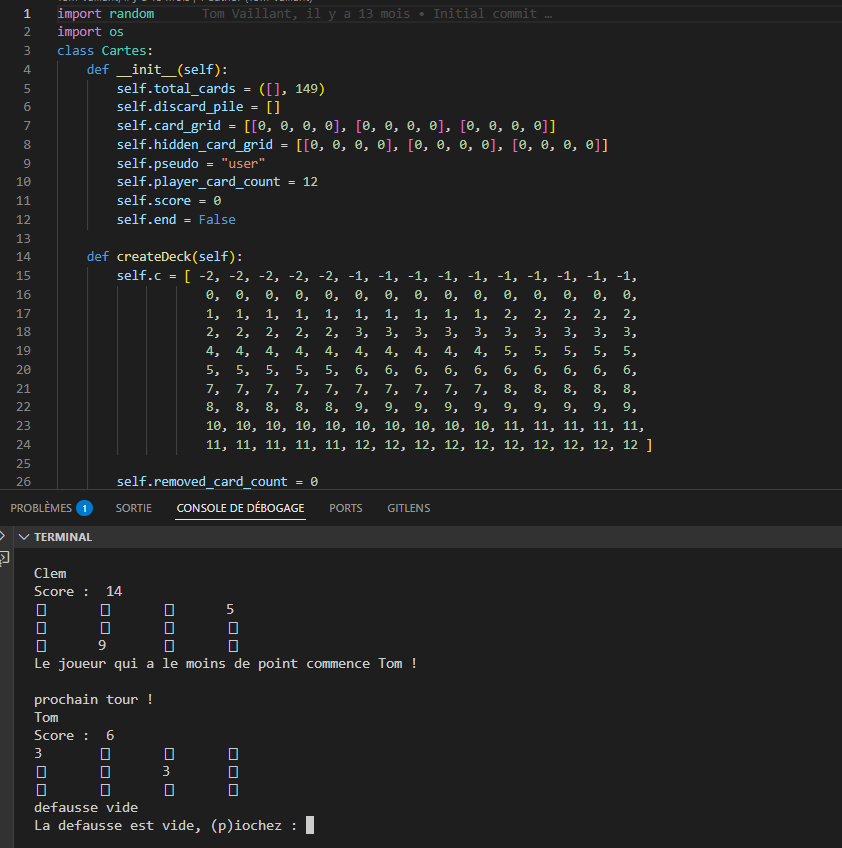 1 import random Tom Vaillant, il y a 13 mois • Initial commit …
2 import os
3 class Cartes:
4 def __init__(self):
5 self.total_cards = ([], 149)
6 self.discard_pile = []
7 self.card_grid = [[0, 0, 0, 0], [0, 0, 0, 0], [0, 0, 0, 0]]
8 self.hidden_card_grid = [[0, 0, 0, 0], [0, 0, 0, 0], [0, 0, 0, 0]]
9 self.pseudo = "user"
10 self.player_card_count = 12
11 self.score = 0
12 self.end = False
13
14 def createDeck(self):
15 self.c = [ -2, -2, -2, -2, -2, -1, -1, -1, -1, -1, -1, -1, -1, -1, -1,
16 0, 0, 0, 0, 0, 0, 0, 0, 0, 0, 0, 0, 0, 0, 0,
17 1, 1, 1, 1, 1, 1, 1, 1, 1, 1, 2, 2, 2, 2, 2,
18 2, 2, 2, 2, 2, 3, 3, 3, 3, 3, 3, 3, 3, 3, 3,
19 4, 4, 4, 4, 4, 4, 4, 4, 4, 4, 5, 5, 5, 5, 5,
20 5, 5, 5, 5, 5, 6, 6, 6, 6, 6, 6, 6, 6, 6, 6,
21 7, 7, 7, 7, 7, 7, 7, 7, 7, 7, 8, 8, 8, 8, 8,
22 8, 8, 8, 8, 8, 9, 9, 9, 9, 9, 9, 9, 9, 9, 9,
23 10, 10, 10, 10, 10, 10, 10, 10, 10, 10, 11, 11, 11, 11, 11,
24 11, 11, 11, 11, 11, 12, 12, 12, 12, 12, 12, 12, 12, 12, 12 ]
25
26 self.removed_card_count = 0
PROBLÈMES 1 SORTIE CONSOLE DE DÉBOGAGE PORTS GITLENS
TERMINAL
Clem
Score : 14
▯ ▯ ▯ 5
▯ ▯ ▯ ▯
▯ 9 ▯ ▯
Le joueur qui a le moins de point commence Tom !
prochain tour !
Tom
Score : 6
3 ▯ ▯ ▯
▯ ▯ 3 ▯
▯ ▯ ▯ ▯
defausse vide
La defausse est vide, (p)iochez :